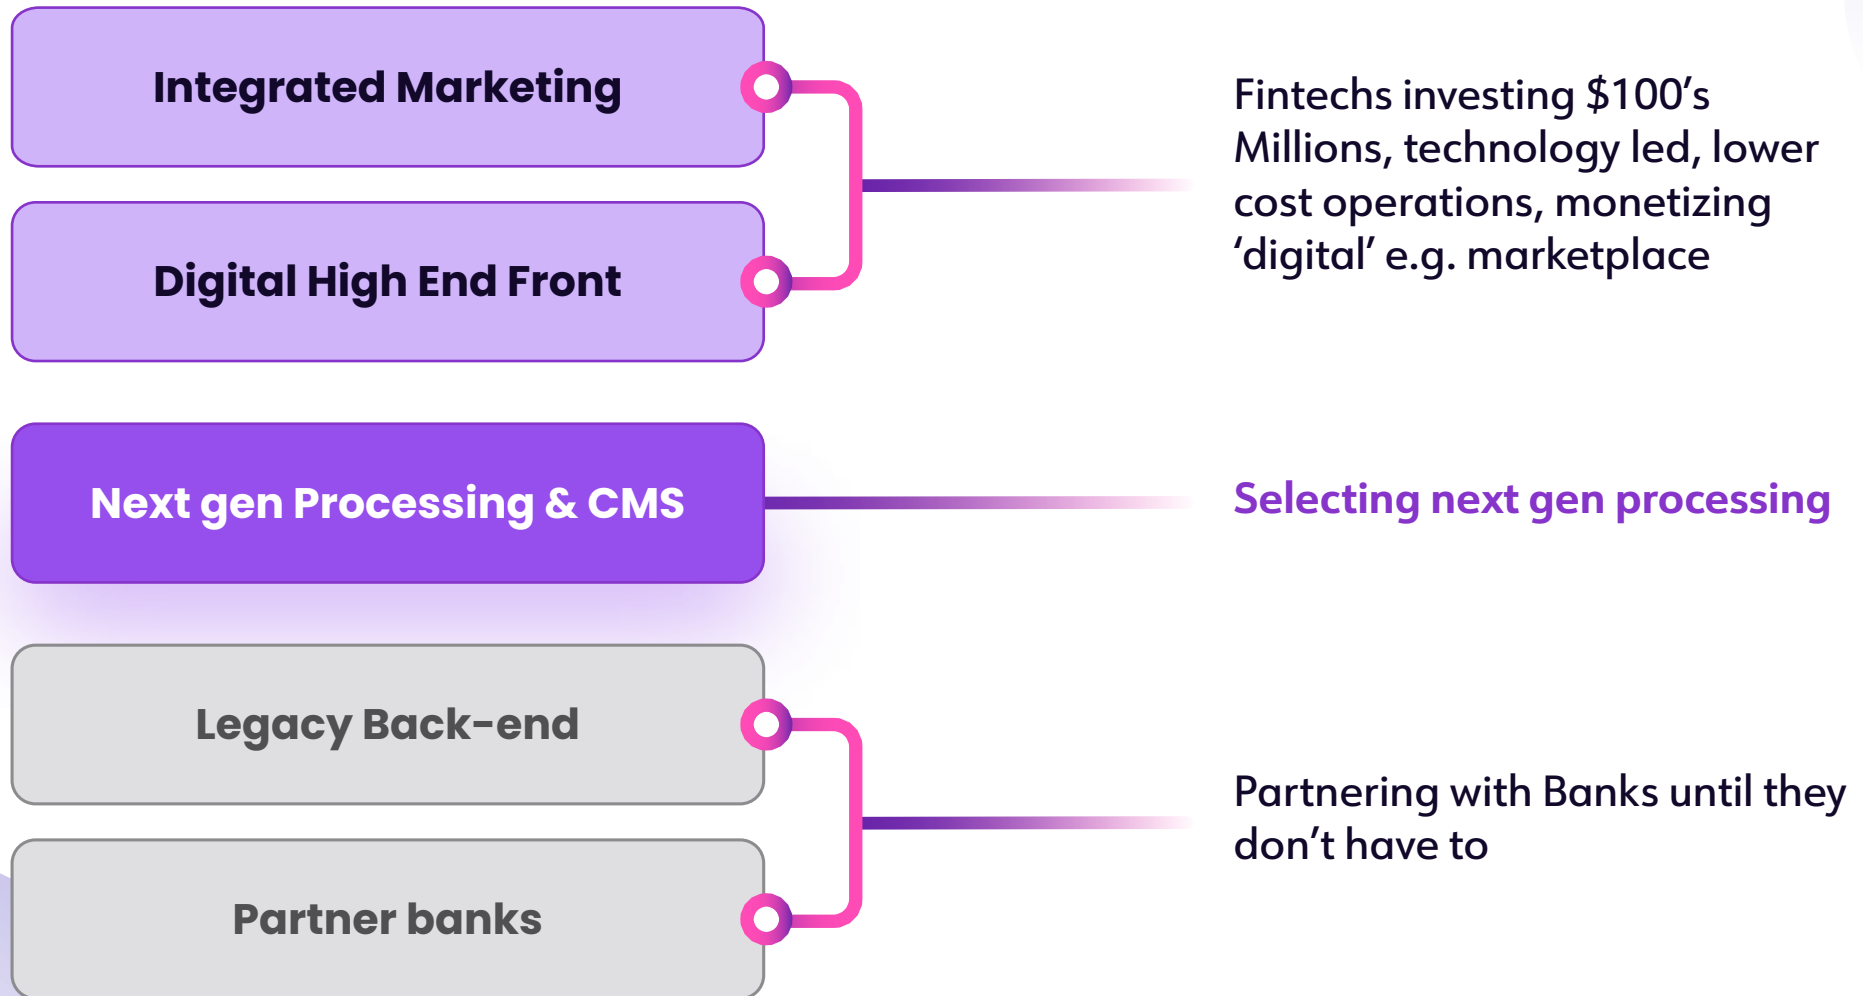 Integrated Marketing
Fintechs investing $100’s
Millions, technology led, lower
cost operations, monetizing
‘digital’ e.g. marketplace
Digital High End Front
Next gen Processing & CMS
Selecting next gen processing
Legacy Back-end
Partnering with Banks until they
don’t have to
Partner banks